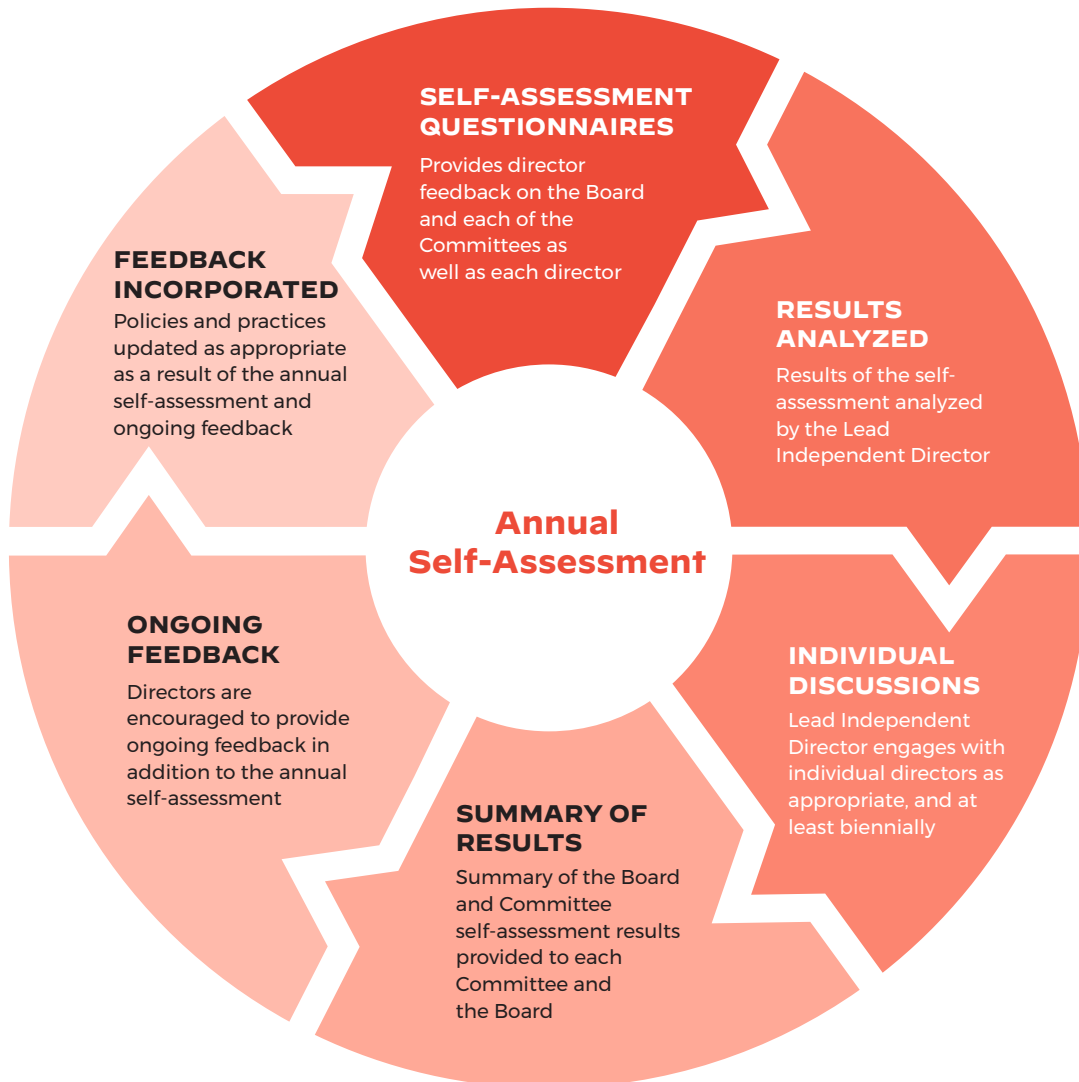 SELF-ASSESSMENT
QUESTIONNAIRES
Provides director
feedback on the Board
and each of the
Committees as
well as each director
RESULTS
ANALYZED
Results of the self-
assessment analyzed
by the Lead
Independent Director
INDIVIDUAL
DISCUSSIONS
Lead Independent
Director engages with
individual directors as
appropriate, and at
least biennially
SUMMARY OF
RESULTS
Summary of the Board
and Committee
self-assessment results
provided to each
Committee and
the Board
ONGOING
FEEDBACK
Directors are
encouraged to provide
ongoing feedback in
addition to the annual
self-assessment
FEEDBACK
INCORPORATED
Policies and practices
updated as appropriate
as a result of the annual
self-assessment and
ongoing feedback
Annual
Self-Assessment